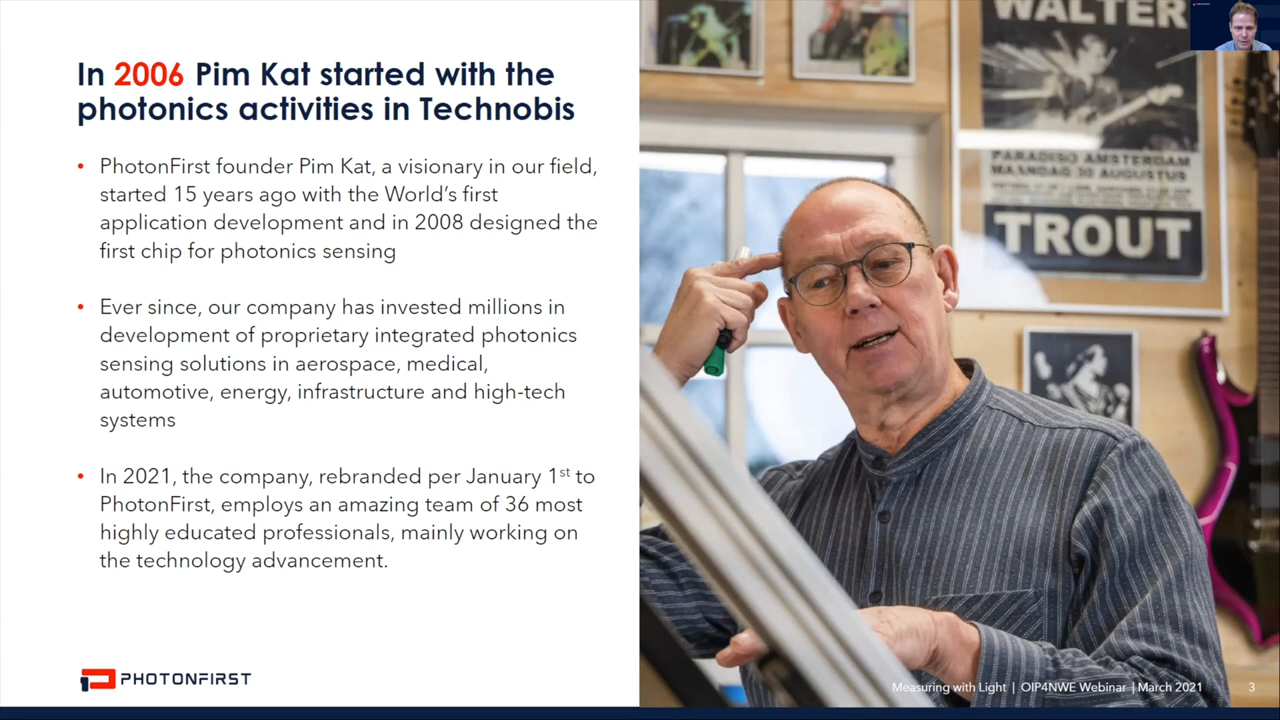 In 2006 Pim Kat started with the
photonics activities in Technobis
• PhotonFirst founder Pim Kat, a visionary in our field,
started 15 years ago with the World's first
application development and in 2008 designed the
first chip for photonics sensing
• Ever since, our company has invested millions in
development of proprietary integrated photonics
sensing solutions in aerospace, medical,
automotive, energy, infrastructure and high-tech
systems
• In 2021, the company, rebranded per January 1st to
PhotonFirst, employs an amazing team of 36 most
highly educated professionals, mainly working on
the technology advancement.
PHOTONFIRST
WALTER
PARADISO AMSTERDAM
MAANDAG 30 AUGUSTUS
TROUT
Measuring with Light | OIP4NWE Webinar | March 2021 3